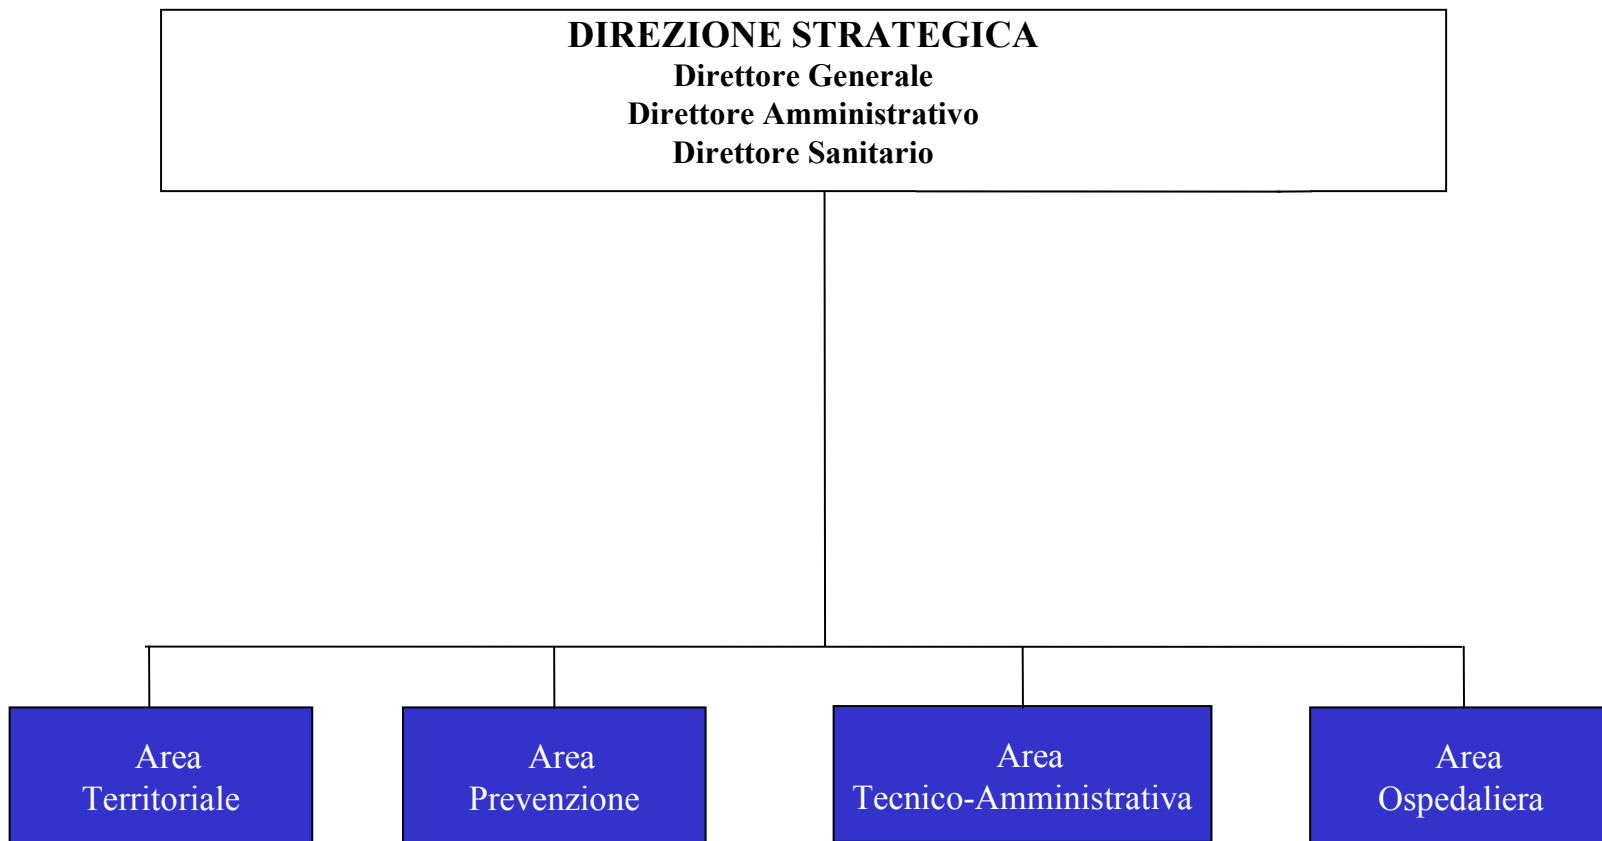 DIREZIONE STRATEGICA
Direttore Generale
Direttore Amministrativo
Direttore Sanitario
Area
Territoriale
Area
Prevenzione
Area
Tecnico-Amministrativa
Area
Ospedaliera